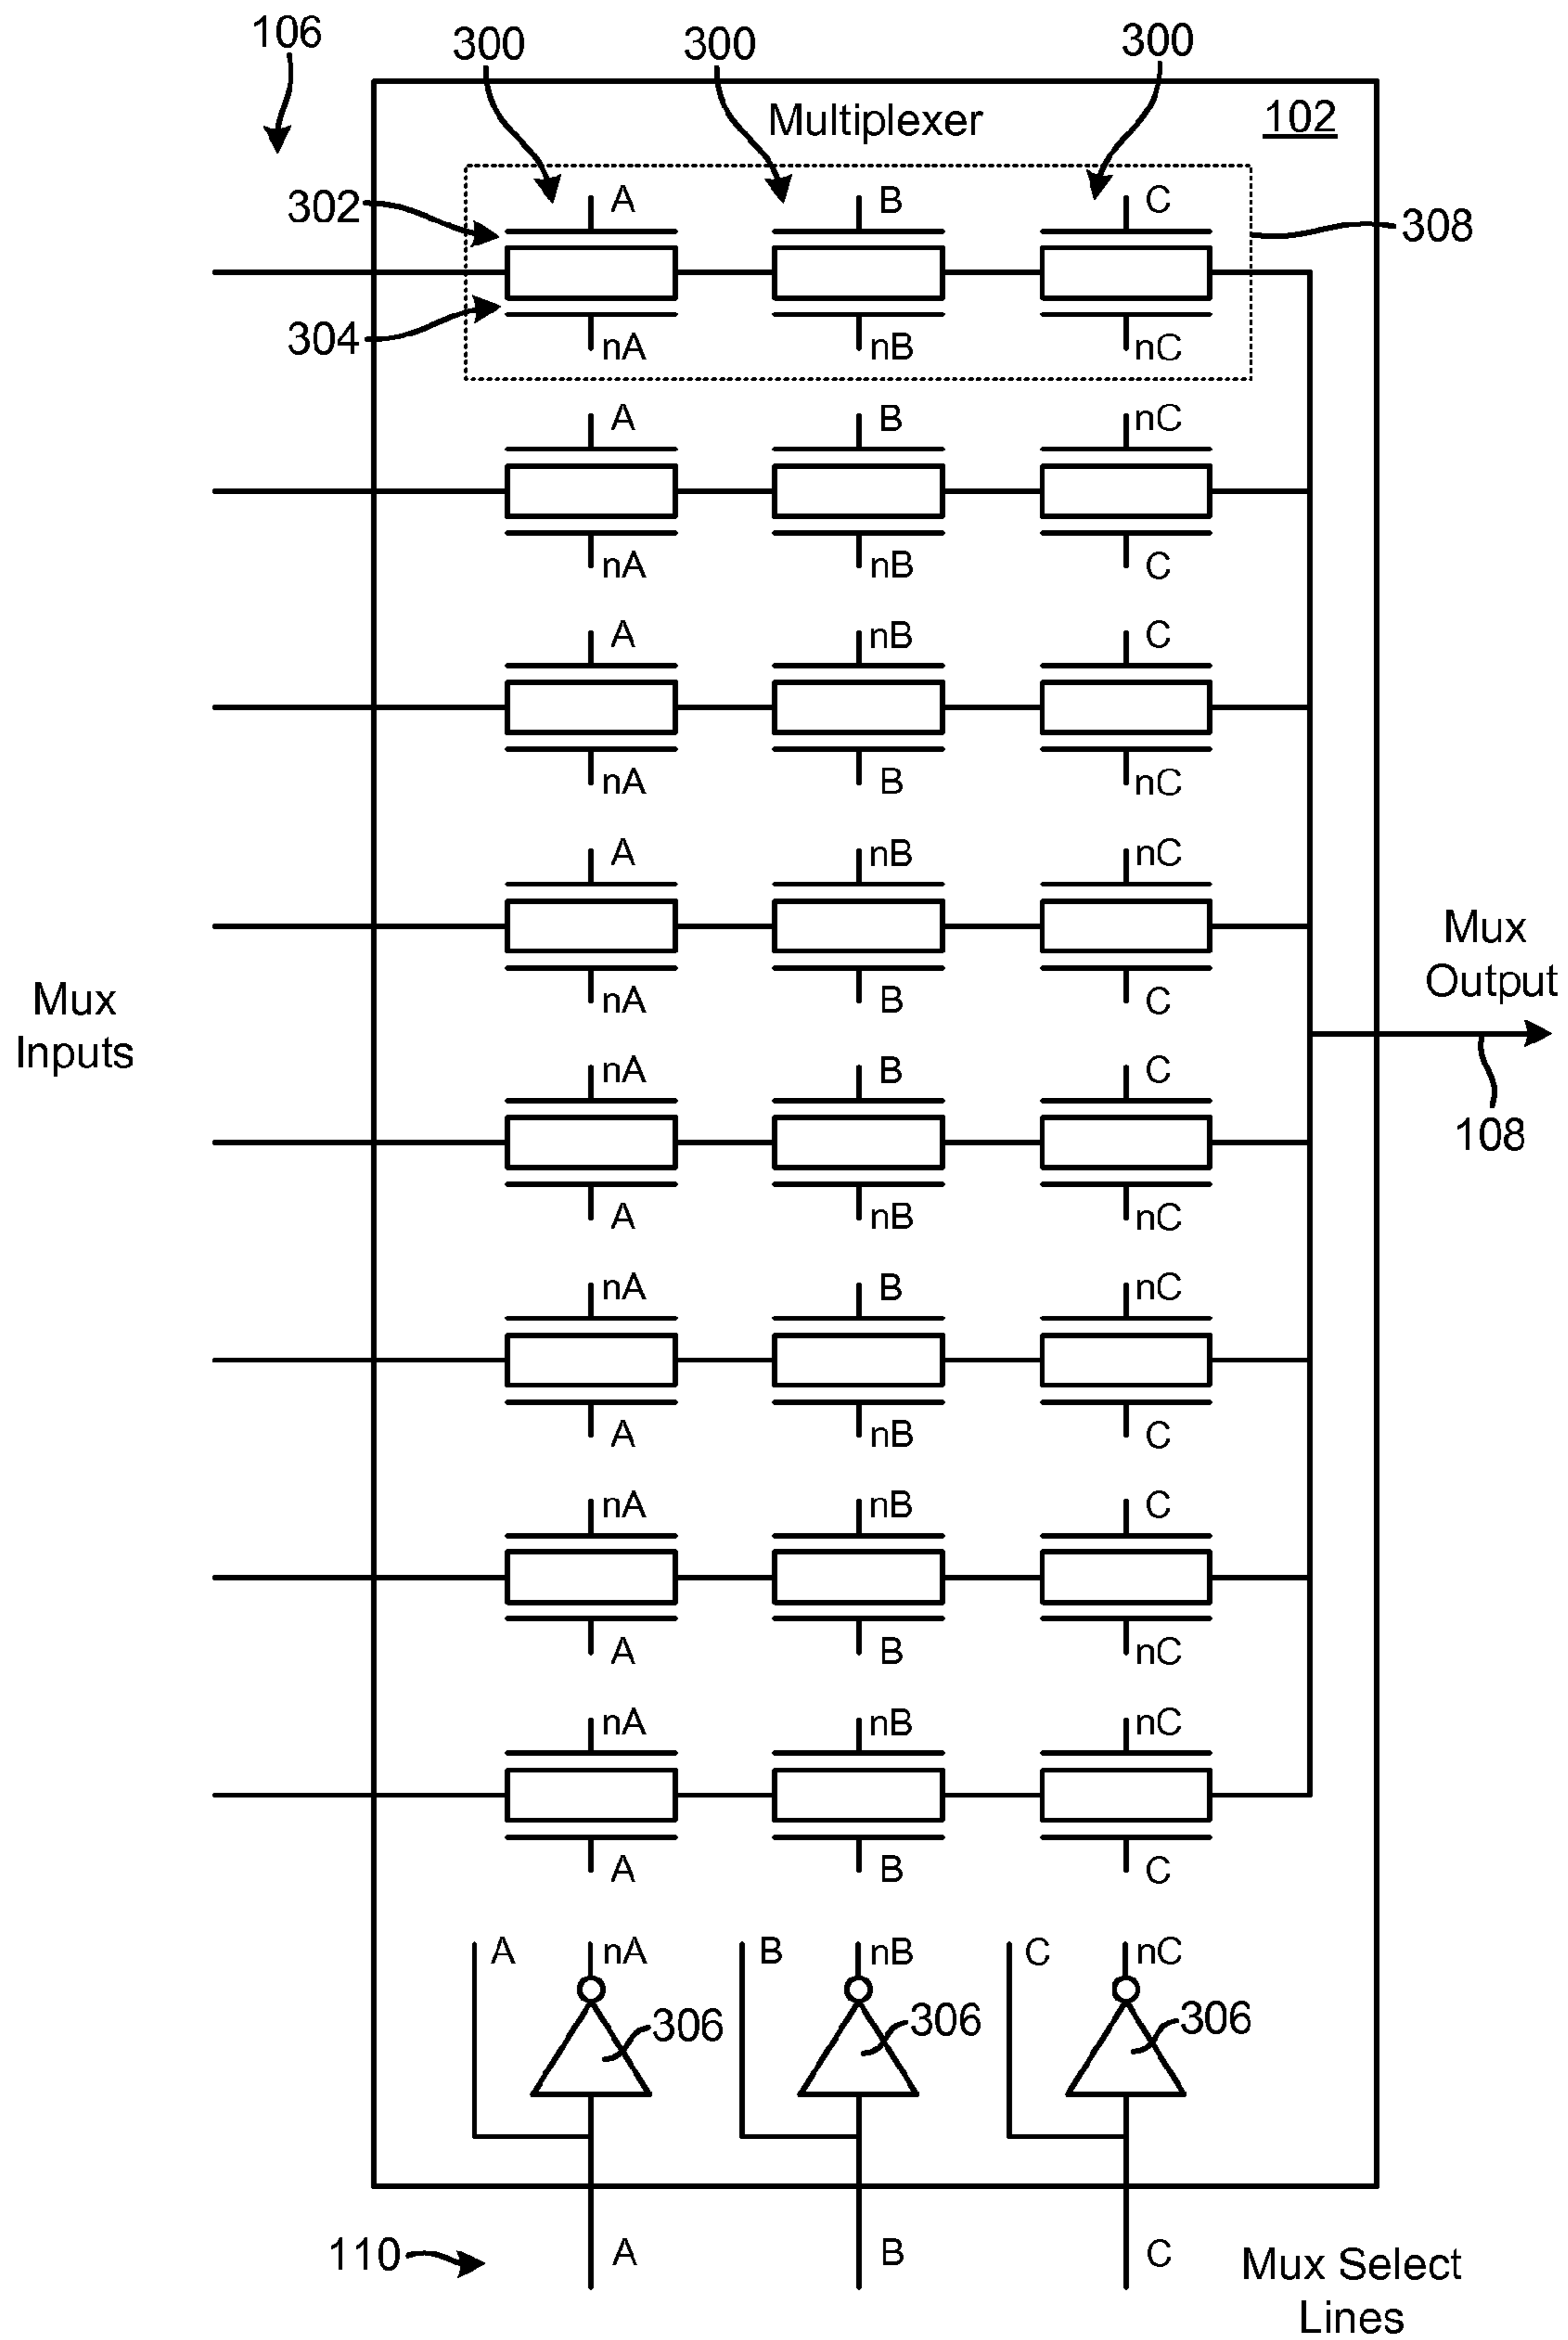 106
300 300 300
Multiplexer 102
302 A B C 308
304 nA nB nC
A B nC
nA nB C
A nB C
nA B nC
A nB nC
nA B C
Mux
Inputs
Mux
Output
108
nA B C
A nB nC
nA B nC
A nB C
nA nB C
A B nC
nA nB nC
A B C
A nA B nB C nC
306 306 306
110 A B C
Mux Select
Lines